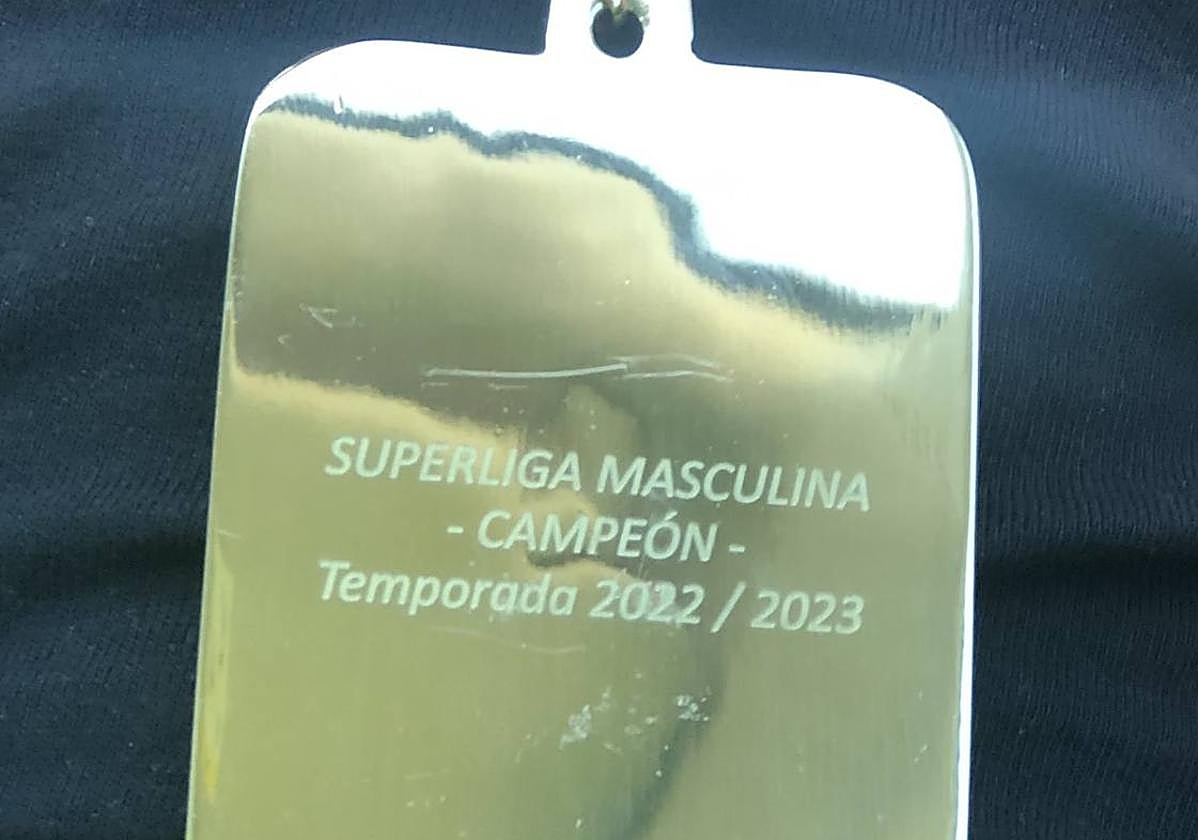 SUPERLIGA MASCULINA
- CAMPEÓN -
Temporada 2022 / 2023